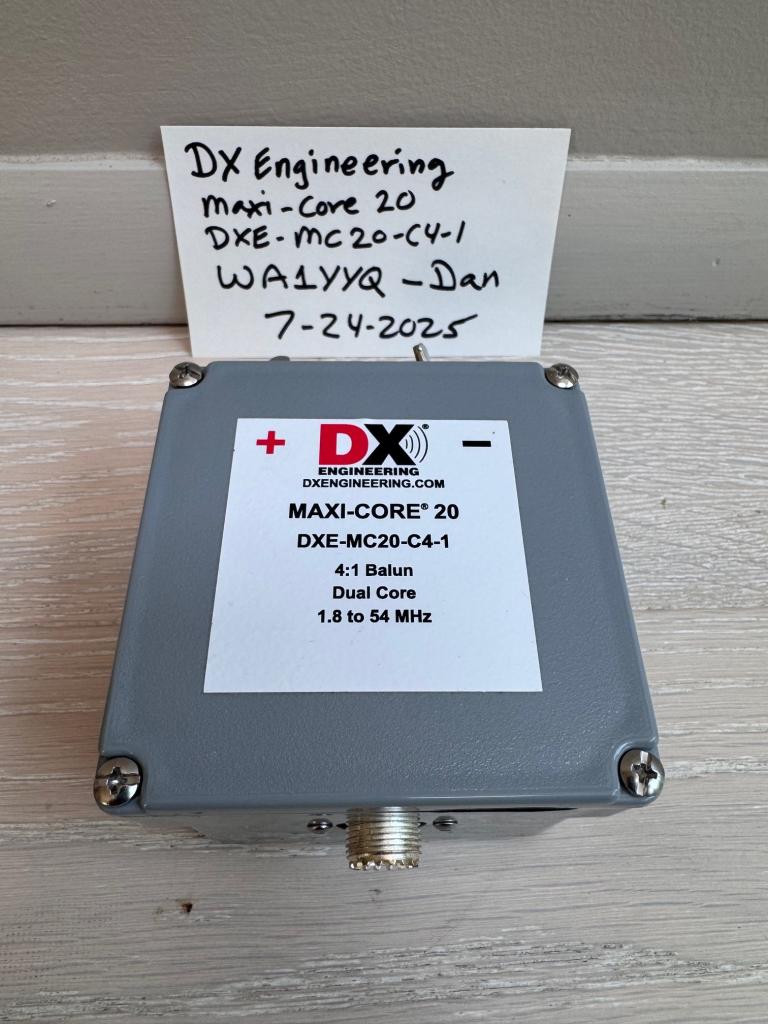 DX Engineering
Maxi-Core 20
DXE-MC20-C4-1
WA1YYQ - Dan
7-24-2025
+ DX® -
ENGINEERING
DXENGINEERING.COM
MAXI-CORE® 20
DXE-MC20-C4-1
4:1 Balun
Dual Core
1.8 to 54 MHz